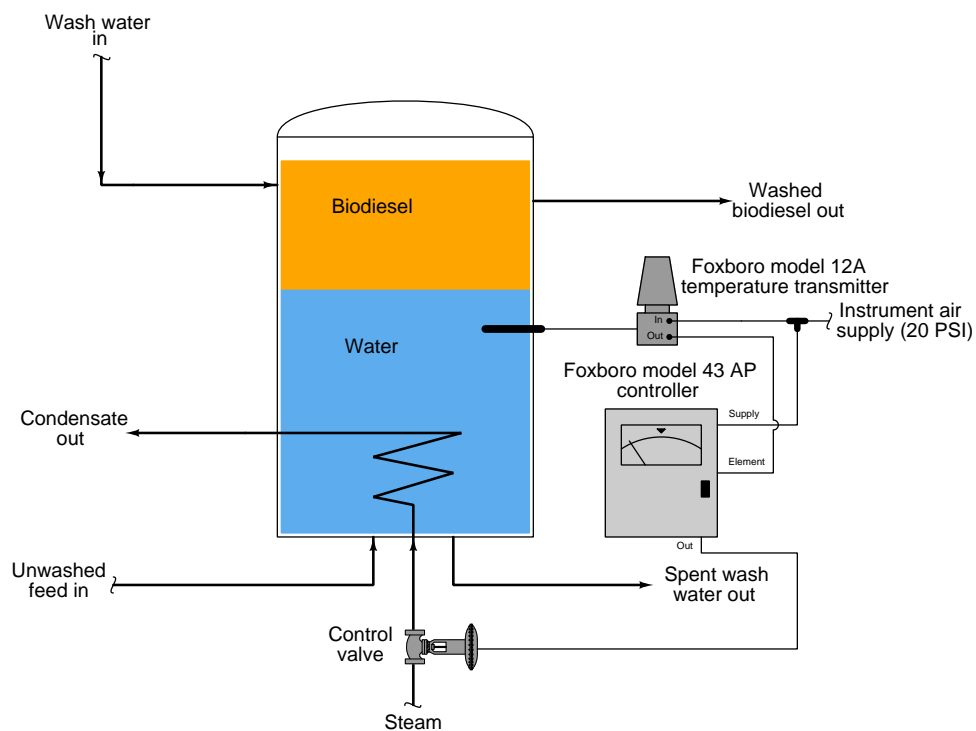 Wash water
in
Biodiesel
Washed
biodiesel out
Foxboro model 12A
temperature transmitter
In
Out
Instrument air
supply (20 PSI)
Water
Foxboro model 43 AP
controller
Supply
Element
Out
Condensate
out
Unwashed
feed in
Spent wash
water out
Control
valve
Steam